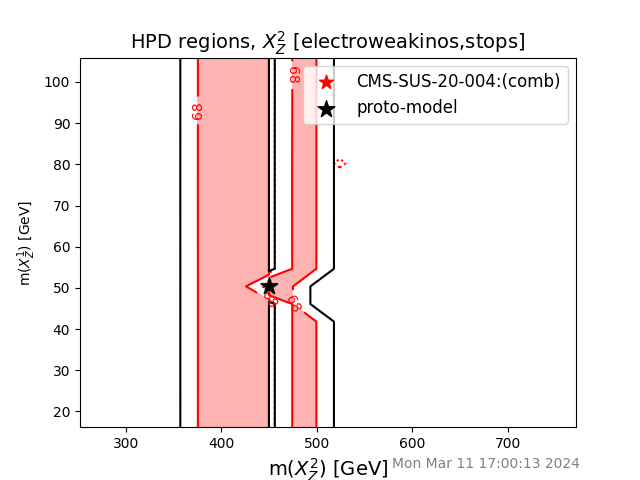 HPD regions, X_Z^2 [electroweakinos,stops]
CMS-SUS-20-004:(comb)
proto-model
m(X_Z^1) [GeV]
100
90
80
70
60
50
40
30
20
68
68
68
300
400
500
600
700
m(X_Z^2) [GeV]
Mon Mar 11 17:00:13 2024